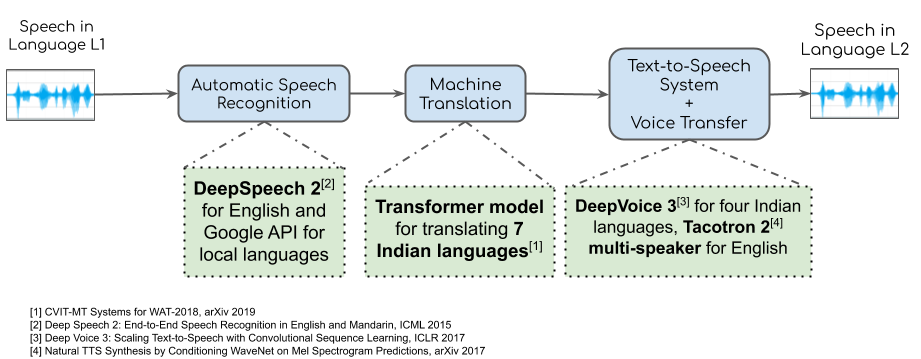 Speech in
Language L1
Automatic Speech
Recognition
Machine
Translation
Text-to-Speech
System
+
Voice Transfer
Speech in
Language L2
DeepSpeech 2[2]
for English and
Google API for
local languages
Transformer model
for translating 7
Indian languages[1]
DeepVoice 3[3] for four Indian
languages, Tacotron 2[4]
multi-speaker for English
[1] CVIT-MT Systems for WAT-2018, arXiv 2019
[2] Deep Speech 2: End-to-End Speech Recognition in English and Mandarin, ICML 2015
[3] Deep Voice 3: Scaling Text-to-Speech with Convolutional Sequence Learning, ICLR 2017
[4] Natural TTS Synthesis by Conditioning WaveNet on Mel Spectrogram Predictions, arXiv 2017